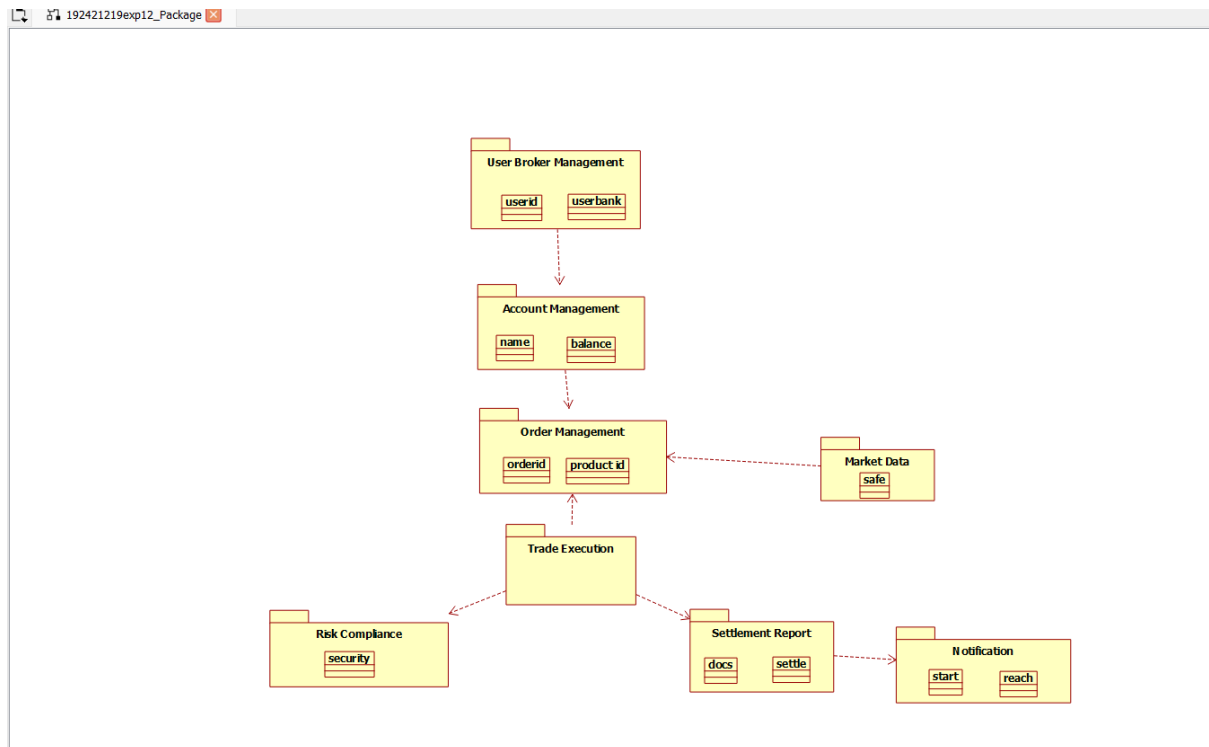 192421219exp12_Package
User Broker Management
userid
userbank
Account Management
name
balance
Order Management
orderid
product id
Market Data
safe
Trade Execution
Risk Compliance
security
Settlement Report
docs
settle
Notification
start
reach